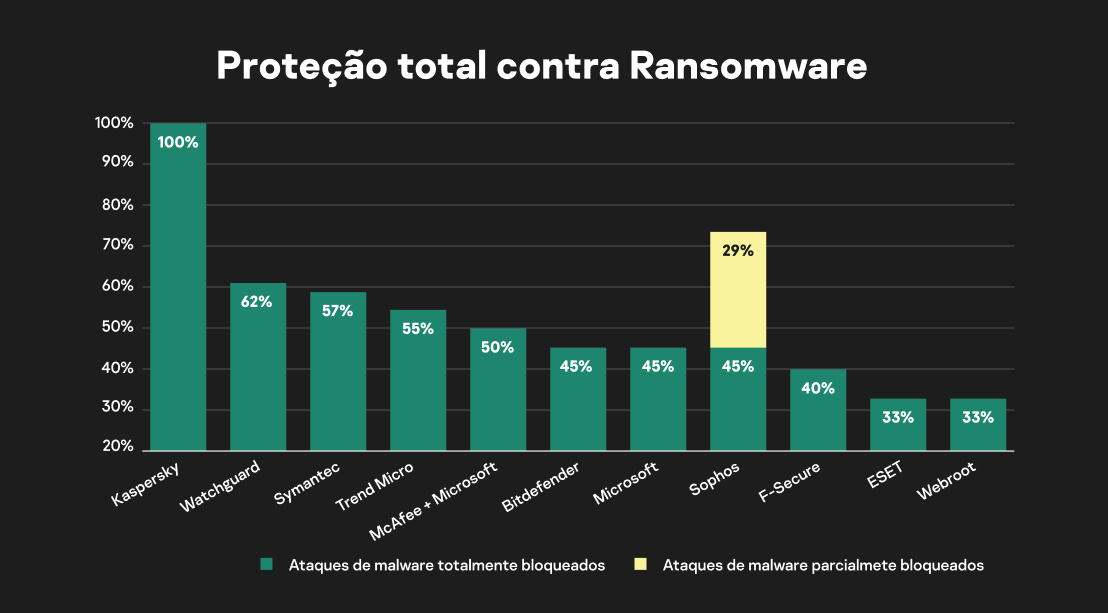 Proteção total contra Ransomware
100%
90%
80%
70%
60%
50%
40%
30%
20%
100%
62%
57%
55%
50%
45%
45%
29%
45%
40%
33%
33%
Kaspersky
Watchguard
Symantec
Trend Micro
McAfee + Microsoft
Bitdefender
Microsoft
Sophos
F-Secure
ESET
Webroot
Ataques de malware totalmente bloqueados
Ataques de malware parcialmete bloqueados